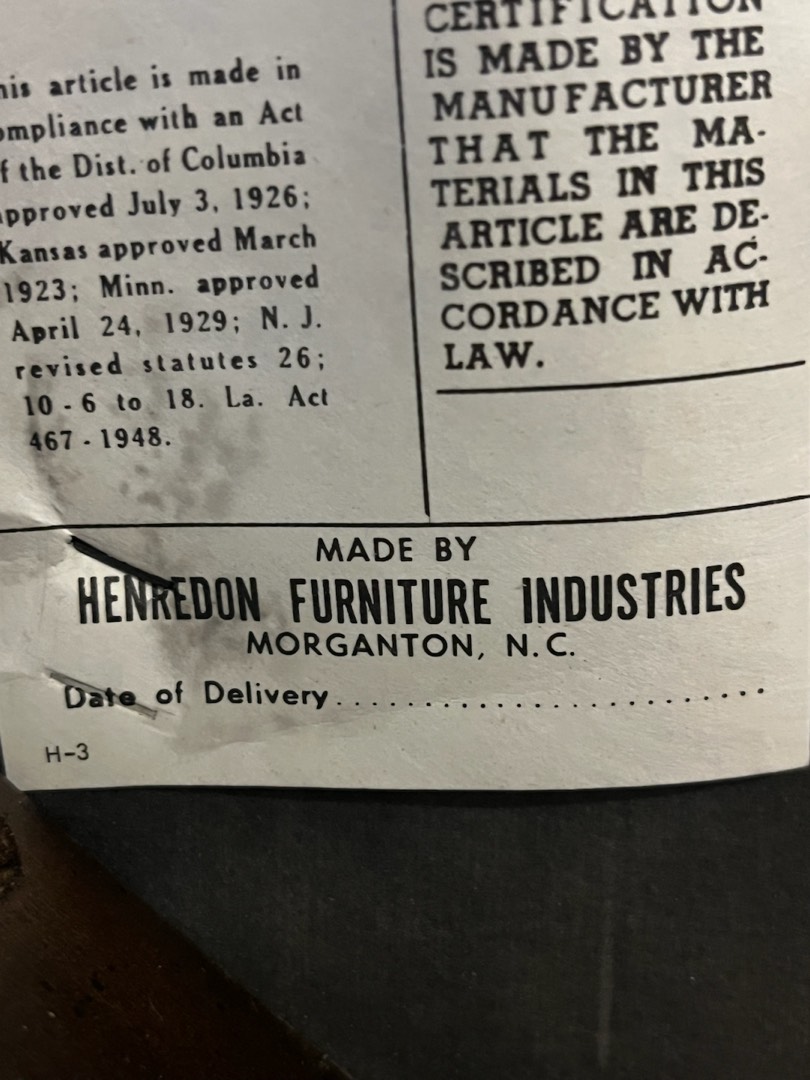 his article is made in
ompliance with an Act
f the Dist. of Columbia
pproved July 3, 1926;
Kansas approved March
1923; Minn. approved
April 24, 1929; N. J.
revised statutes 26;
10 - 6 to 18. La. Act
467 - 1948.
CERTIFICATION
IS MADE BY THE
MANUFACTURER
THAT THE MA-
TERIALS IN THIS
ARTICLE ARE DE-
SCRIBED IN AC-
CORDANCE WITH
LAW.
MADE BY
HENREDON FURNITURE INDUSTRIES
MORGANTON, N.C.
Date of Delivery........................
H-3